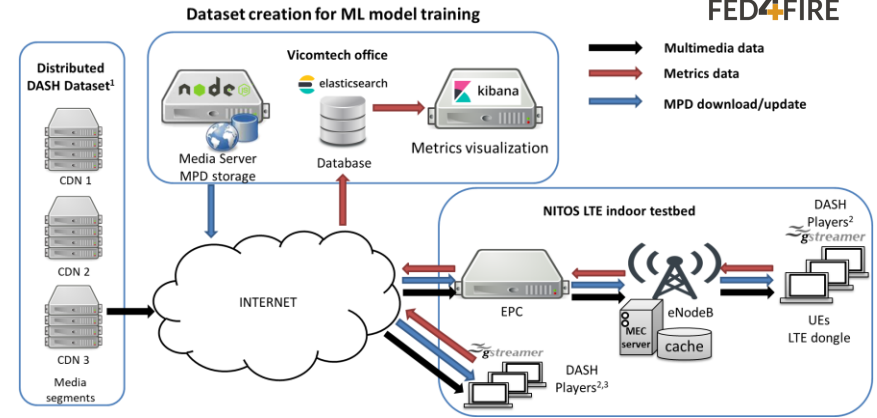 Dataset creation for ML model training
FED4FIRE
Distributed
DASH Dataset1
CDN 1
CDN 2
CDN 3
Media
segments
Vicomtech office
node
Media Server
MPD storage
elasticsearch
Database
kibana
Metrics visualization
Multimedia data
Metrics data
MPD download/update
INTERNET
NITOS LTE indoor testbed
EPC
eNodeB
MEC
server
cache
DASH
Players2
gstreamer
UEs
LTE dongle
gstreamer
DASH
Players2,3